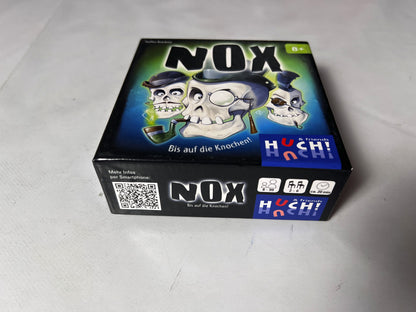 8+
NOX
Bis auf die Knochen!
& friends
HUCH!
Mehr Infos
per Smartphone:
NOX
Bis auf die Knochen!
& friends
HUCH!